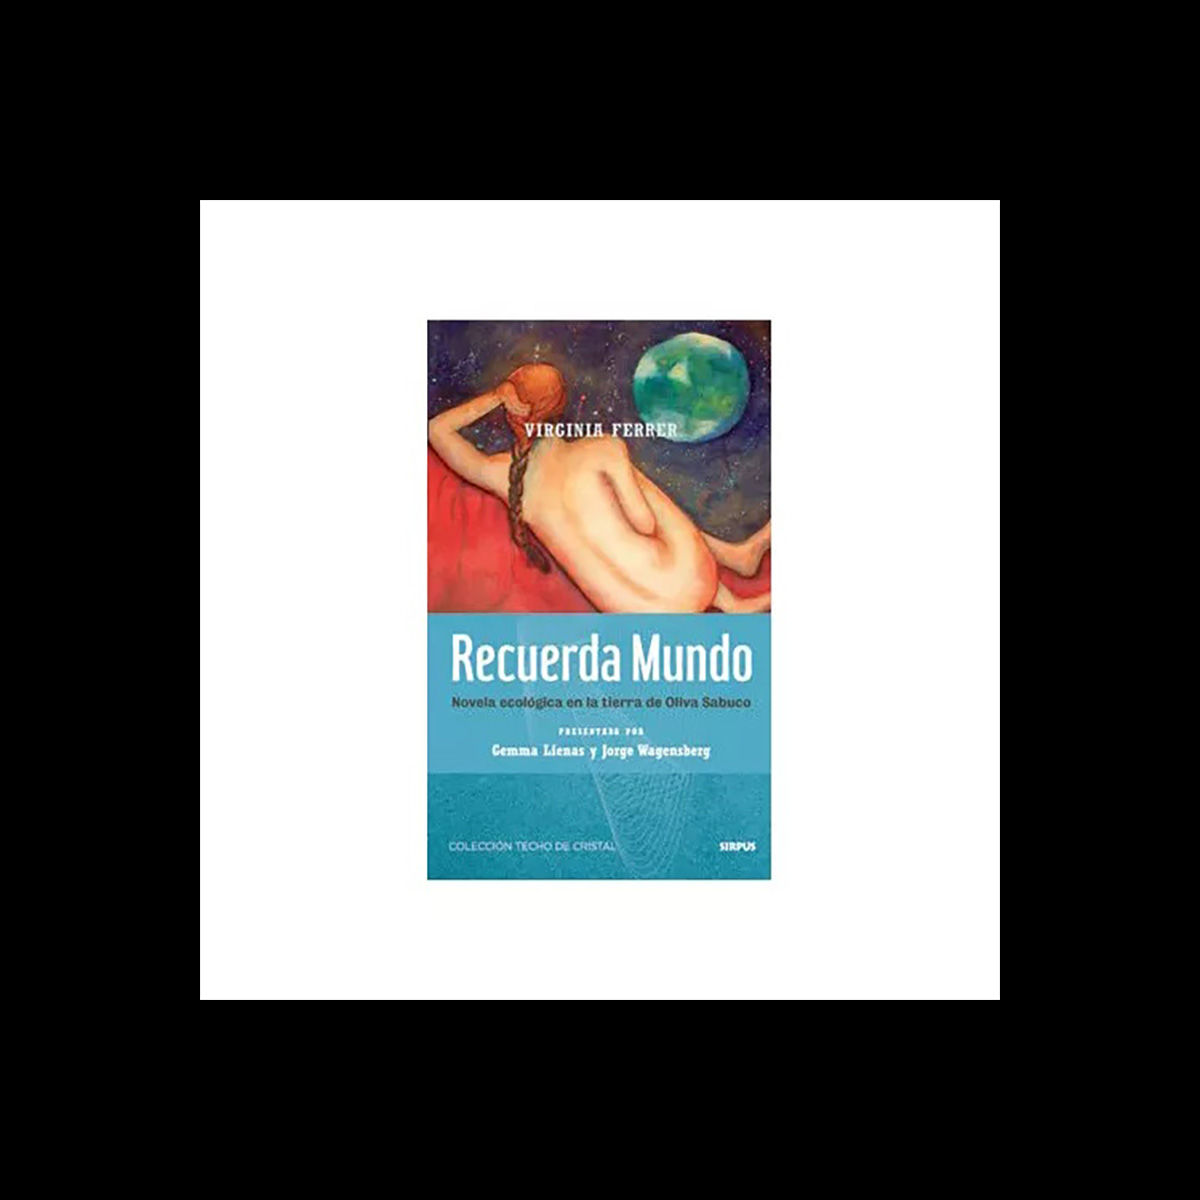 VIRGINIA FERRER
Recuerda Mundo
Novela ecológica en la tierra de Oliva Sabuco
PRESENTADA POR
Gemma Lienas y Jorge Wagensberg
COLECCIÓN TECHO DE CRISTAL
SIRPUS